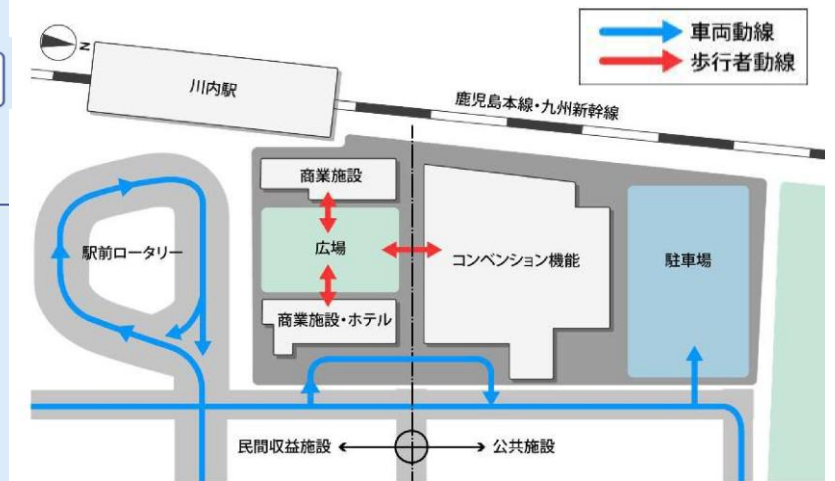 車両動線
歩行者動線
N
川内駅
鹿児島本線・九州新幹線
商業施設
広場
商業施設・ホテル
コンベンション機能
駐車場
駅前ロータリー
民間収益施設
公共施設